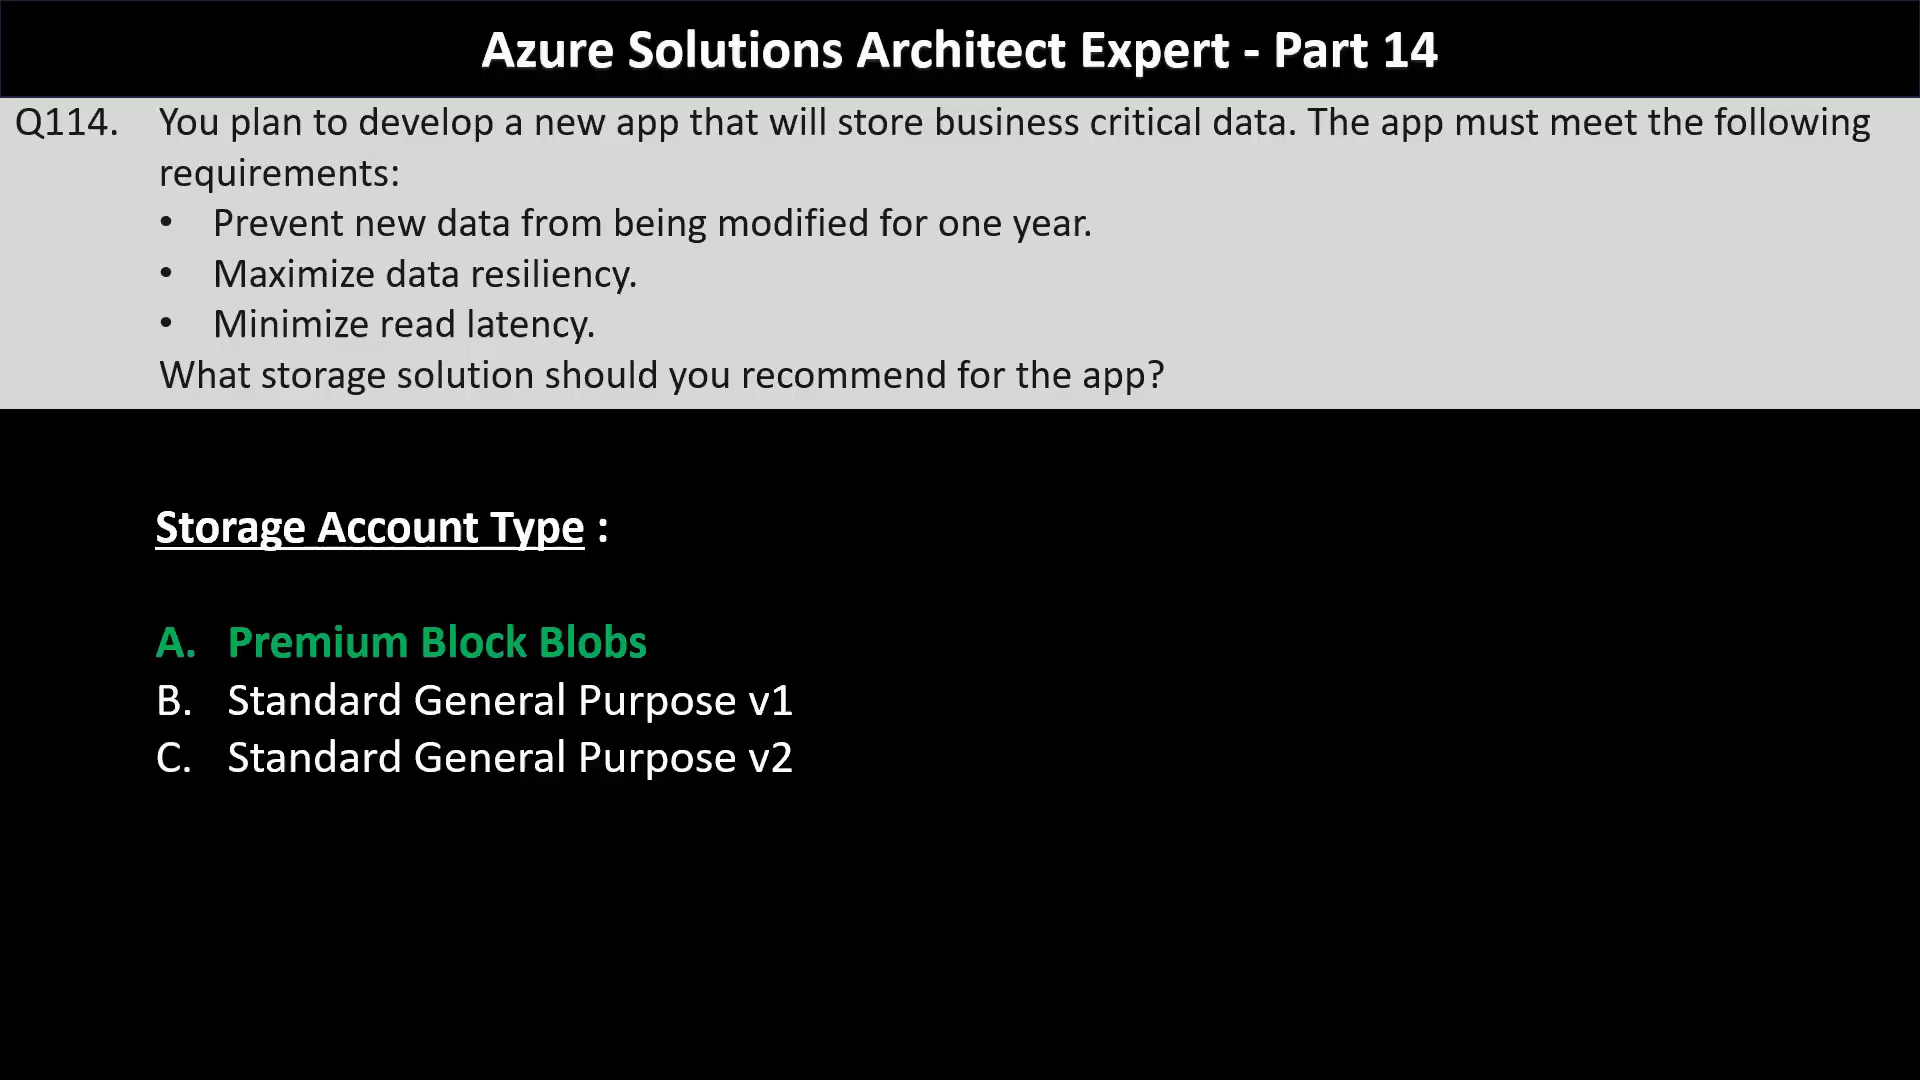 Azure Solutions Architect Expert - Part 14
Q114. You plan to develop a new app that will store business critical data. The app must meet the following
requirements:
• Prevent new data from being modified for one year.
• Maximize data resiliency.
• Minimize read latency.
What storage solution should you recommend for the app?
Storage Account Type :
A. Premium Block Blobs
B. Standard General Purpose v1
C. Standard General Purpose v2